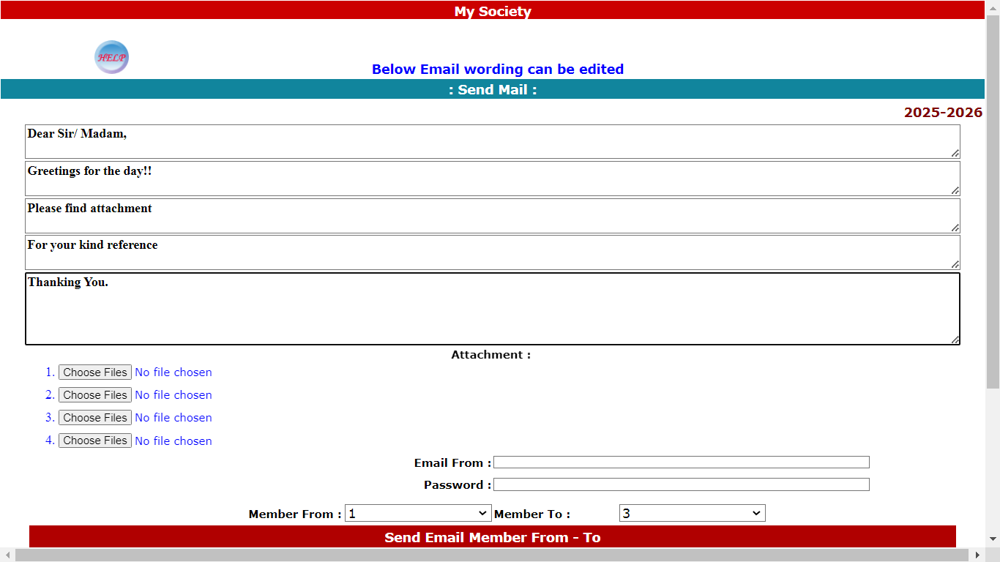 My Society
HELP
Below Email wording can be edited
: Send Mail :
2025-2026
Dear Sir/ Madam,
Greetings for the day!!
Please find attachment
For your kind reference
Thanking You.
Attachment :
1. Choose Files No file chosen
2. Choose Files No file chosen
3. Choose Files No file chosen
4. Choose Files No file chosen
Email From :
Password :
Member From : 1 Member To : 3
Send Email Member From - To